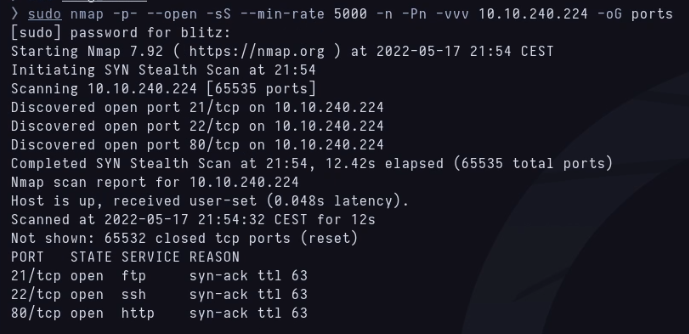 ❯ sudo nmap -p- --open -sS --min-rate 5000 -n -Pn -vvv 10.10.240.224 -oG ports
[sudo] password for blitz:
Starting Nmap 7.92 ( https://nmap.org ) at 2022-05-17 21:54 CEST
Initiating SYN Stealth Scan at 21:54
Scanning 10.10.240.224 [65535 ports]
Discovered open port 21/tcp on 10.10.240.224
Discovered open port 22/tcp on 10.10.240.224
Discovered open port 80/tcp on 10.10.240.224
Completed SYN Stealth Scan at 21:54, 12.42s elapsed (65535 total ports)
Nmap scan report for 10.10.240.224
Host is up, received user-set (0.048s latency).
Scanned at 2022-05-17 21:54:32 CEST for 12s
Not shown: 65532 closed tcp ports (reset)
PORT   STATE SERVICE REASON
21/tcp open  ftp     syn-ack ttl 63
22/tcp open  ssh     syn-ack ttl 63
80/tcp open  http    syn-ack ttl 63